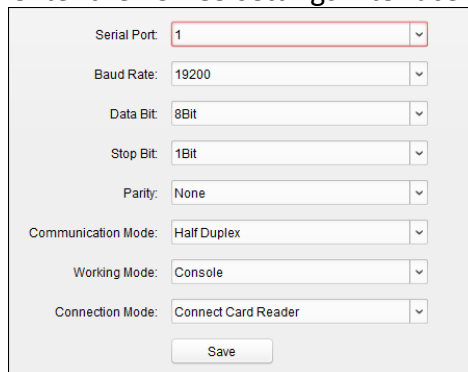 Serial Port: 1
Baud Rate: 19200
Data Bit: 8Bit
Stop Bit: 1Bit
Parity: None
Communication Mode: Half Duplex
Working Mode: Console
Connection Mode: Connect Card Reader
Save